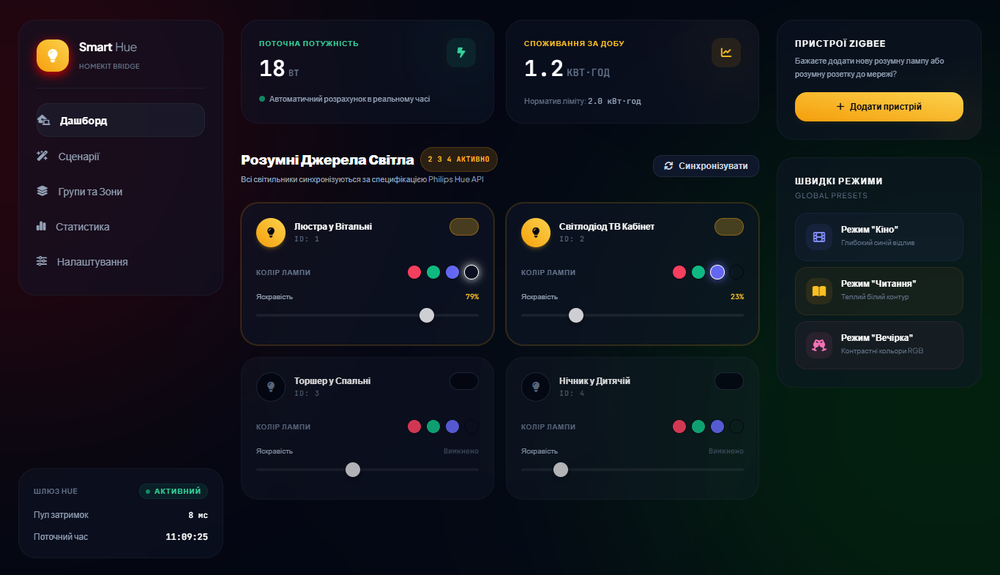 Smart Hue
HOMEKIT BRIDGE
Дашборд
Сценарії
Групи та Зони
Статистика
Налаштування
ШЛЮЗ HUE
АКТИВНИЙ
Пул затримок
8 мс
Поточний час
11:09:25
ПОТОЧНА ПОТУЖНІСТЬ
18 ВТ
Автоматичний розрахунок в реальному часі
СПОЖИВАННЯ ЗА ДОБУ
1.2 КВТ·ГОД
Норматив ліміту: 2.0 кВт·год
Розумні Джерела Світла
2 З 4 АКТИВНО
Всі світильники синхронізуються за специфікацією Philips Hue API
Синхронізувати
Люстра у Вітальні
ID: 1
КОЛІР ЛАМПИ
Яскравість
79%
Світлодіод ТВ Кабінет
ID: 2
КОЛІР ЛАМПИ
Яскравість
23%
Торшер у Спальні
ID: 3
КОЛІР ЛАМПИ
Яскравість
Вимкнено
Нічник у Дитячій
ID: 4
КОЛІР ЛАМПИ
Яскравість
Вимкнено
ПРИСТРОЇ ZIGBEE
Бажаєте додати нову розумну лампу або
розумну розетку до мережі?
Додати пристрій
ШВИДКІ РЕЖИМИ
GLOBAL PRESETS
Режим "Кіно"
Глибокий синій відлив
Режим "Читання"
Теплий білий контур
Режим "Вечірка"
Контрастні кольори RGB